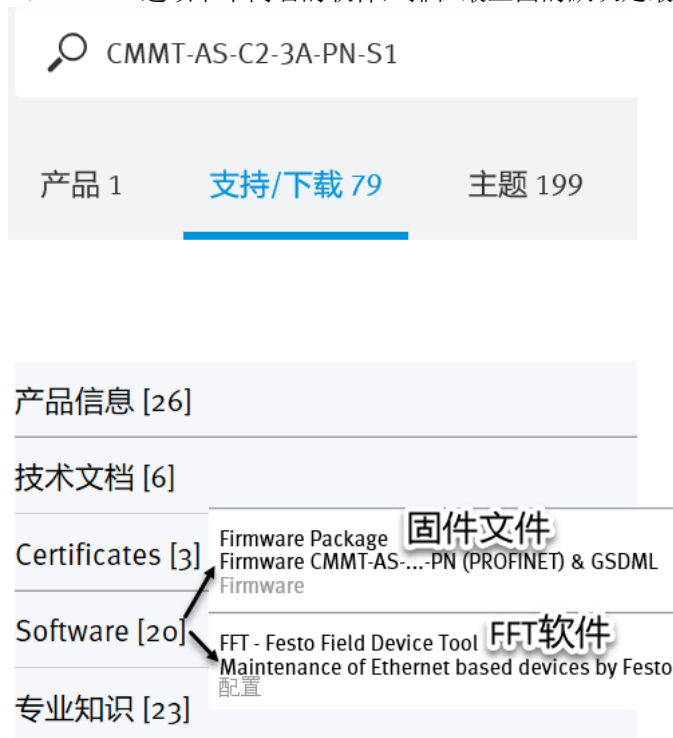 CMMT-AS-C2-3A-PN-S1
产品 1
支持/下载 79
主题 199
产品信息 [26]
技术文档 [6]
Certificates [3]
Software [20]
专业知识 [23]
固件文件
Firmware Package
Firmware CMMT-AS-...-PN (PROFINET) & GSDML
Firmware
FFT软件
FFT - Festo Field Device Tool
Maintenance of Ethernet based devices by Festo
配置